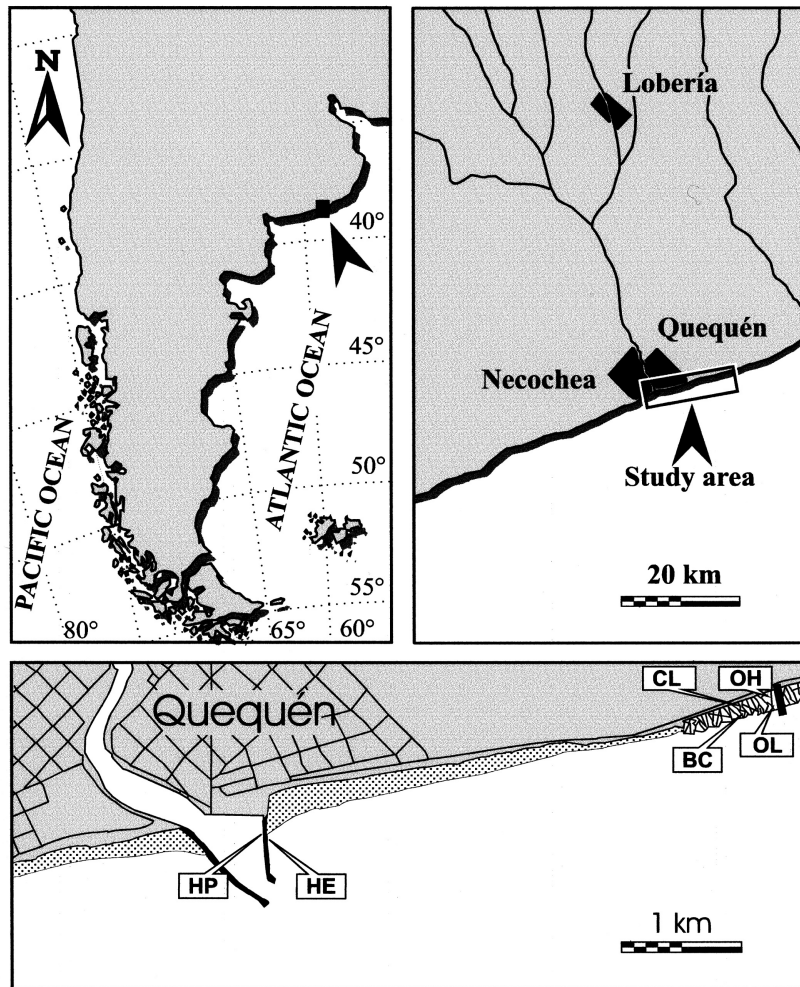 N
40°
45°
50°
55°
80°
65°
60°
PACIFIC OCEAN
ATLANTIC OCEAN
Lobería
Quequén
Necochea
Study area
20 km
Quequén
CL
OH
BC
OL
HP
HE
1 km